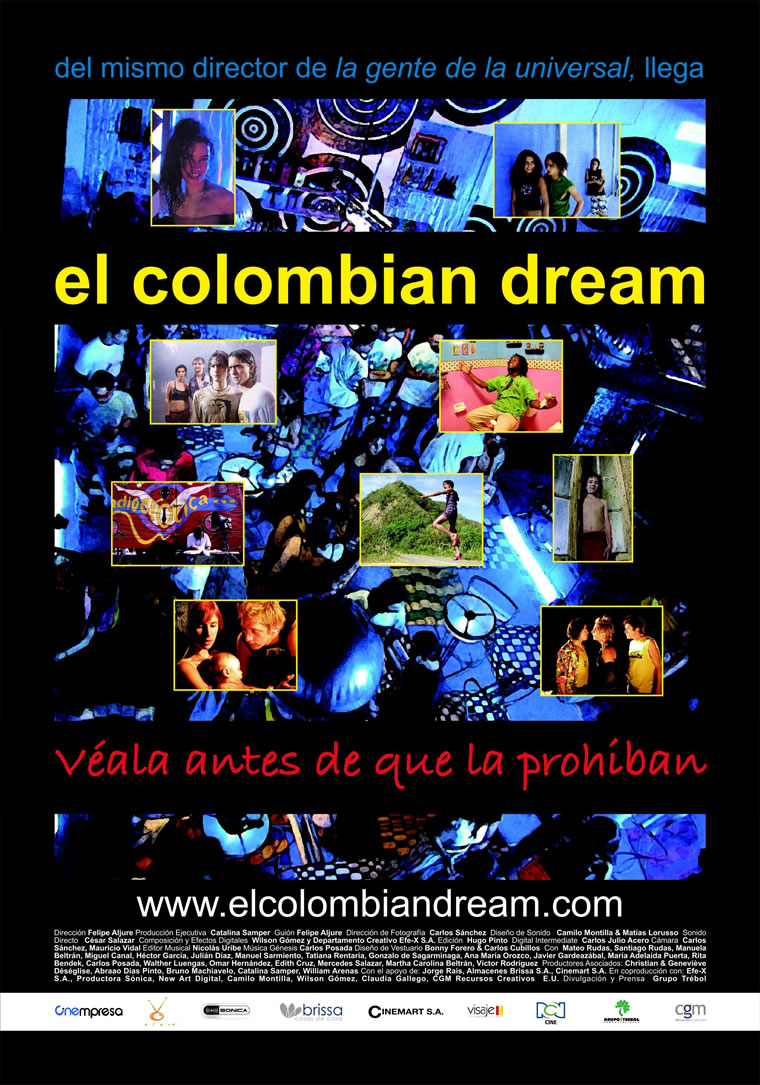 del mismo director de la gente de la universal, llega
el colombian dream
Véala antes de que la prohiban
www.elcolombiandream.com
Dirección Felipe Aljure Producción Ejecutiva Catalina Samper Guión Felipe Aljure Dirección de Fotografía Carlos Sánchez Diseño de Sonido Camilo Montilla & Matias Lorusso Sonido
Directo César Salazar Composición y Efectos Digitales Wilson Gómez y Departamento Creativo Efe-X S.A. Edición Hugo Pinto Digital Intermediate Carlos Julio Acero Cámara Carlos
Sánchez, Mauricio Vidal Editor Musical Nicolás Uribe Música Génesis Carlos Posada Diseño de Vestuario Bonny Forero & Carlos Cubillos Con Mateo Rudas, Santiago Rudas, Manuela
Beltrán, Miguel Canal, Héctor García, Julián Díaz, Manuel Sarmiento, Tatiana Rentaría, Gonzalo de Sagarminaga, Ana María Orozco, Javier Gardeazábal, María Adelaida Puerta, Rita
Bendek, Carlos Posada, Walther Luengas, Omar Hernández, Edith Cruz, Mercedes Salazar, Martha Carolina Beltrán, Víctor Rodríguez Productores Asociados: Christian & Geneviève
Déséglise, Abraao Dias Pinto, Bruno Machiavelo, Catalina Samper, William Arenas Con el apoyo de: Jorge Rais, Almacenes Brissa S.A., Cinemart S.A. En coproducción con: Efe-X
S.A., Productora Sónica, New Art Digital, Camilo Montilla, Wilson Gómez, Claudia Gallego, CGM Recursos Creativos E.U. Divulgación y Prensa Grupo Trébol
cinempresa
SONICA
brissa
cosas de casa
CINEMART S.A.
visaje
RCN
CINE
GRUPO TRÉBOL
cgm